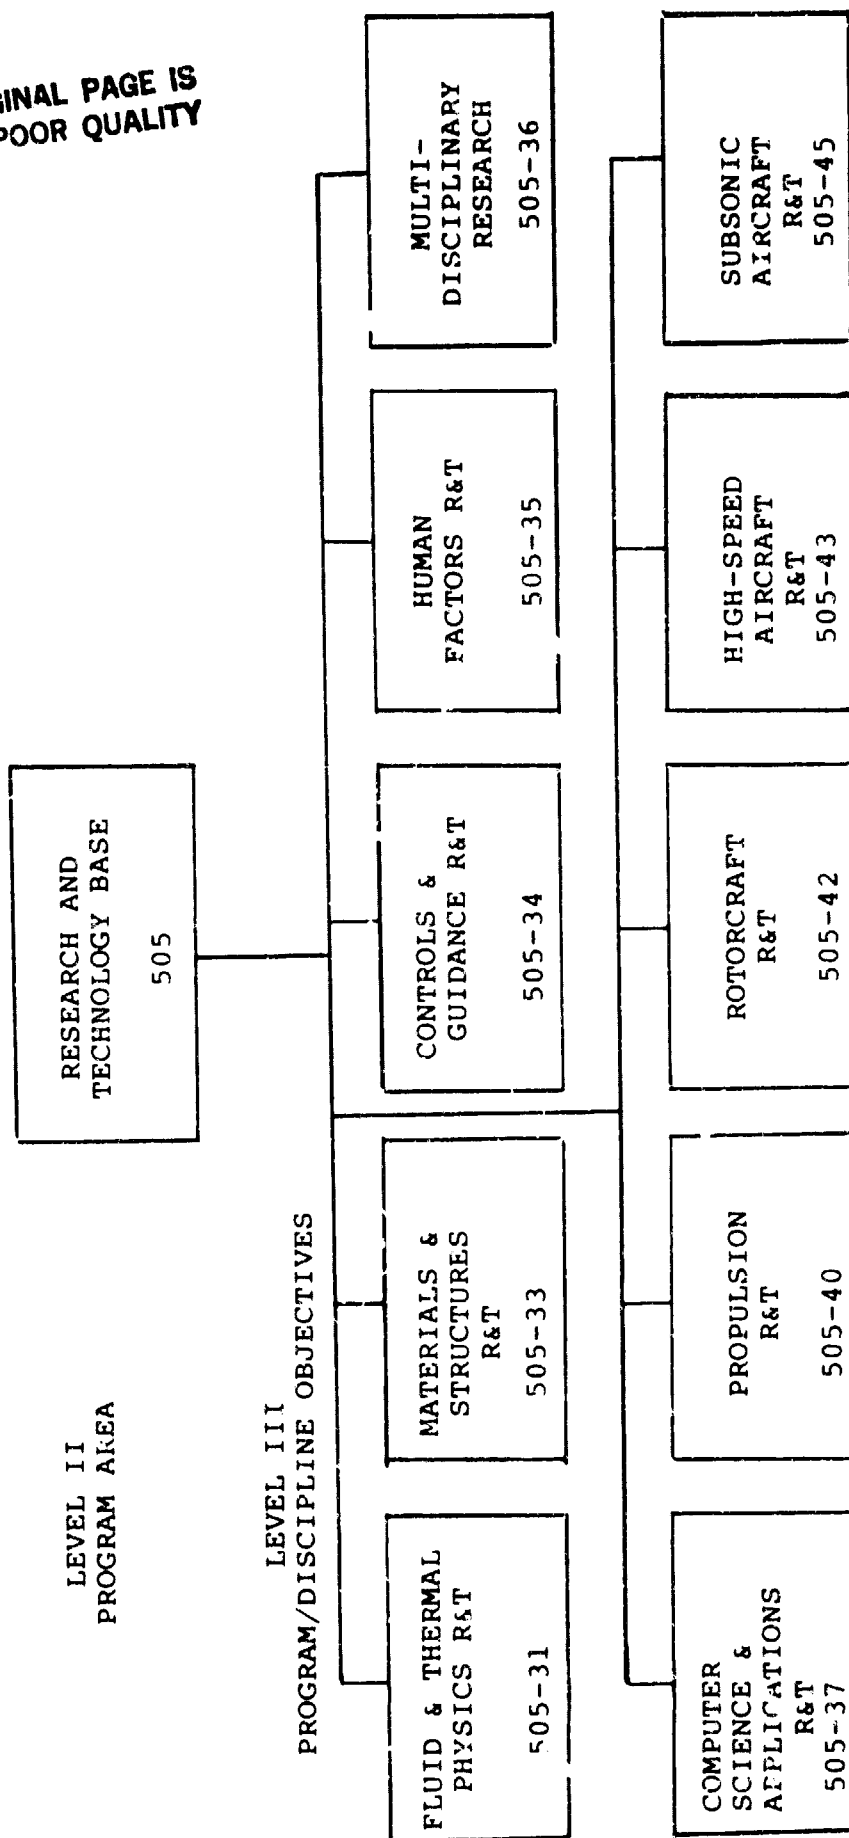 GINAL PAGE IS
POOR QUALITY
LEVEL II
PROGRAM AREA
RESEARCH AND
TECHNOLOGY BASE
505
LEVEL III
PROGRAM/DISCIPLINE OBJECTIVES
FLUID & THERMAL
PHYSICS R&T
505-31
MATERIALS &
STRUCTURES
R&T
505-33
CONTROLS &
GUIDANCE R&T
505-34
HUMAN
FACTORS R&T
505-35
MULTI-
DISCIPLINARY
RESEARCH
505-36
COMPUTER
SCIENCE &
APPLICATIONS
R&T
505-37
PROPULSION
R&T
505-40
ROTORCRAFT
R&T
505-42
HIGH-SPEED
AIRCRAFT
R&T
505-43
SUBSONIC
AIRCRAFT
R&T
505-45